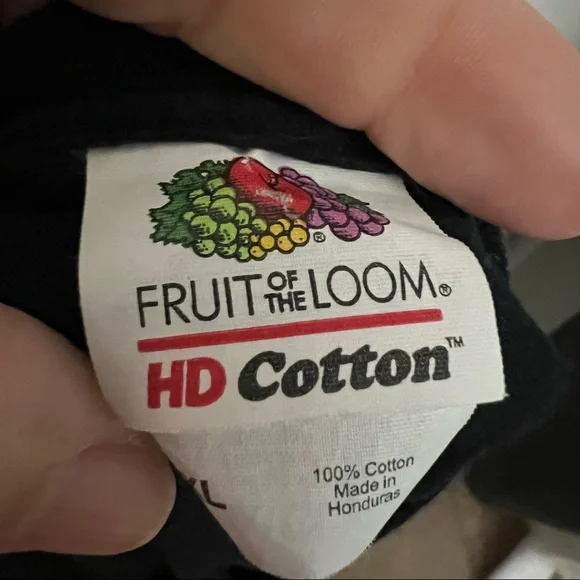 FRUIT OF THE LOOM®
HD Cotton™
100% Cotton
Made in
Honduras